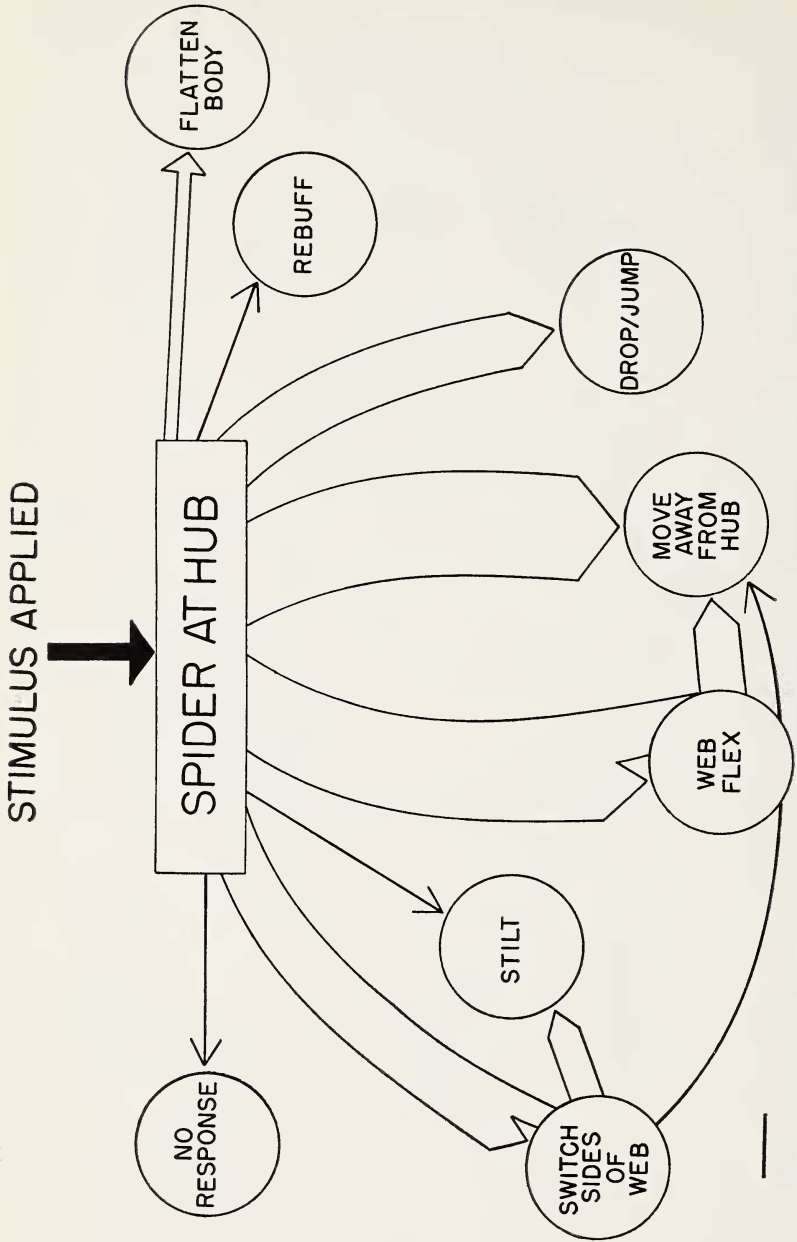 STIMULUS APPLIED
SPIDER AT HUB
NO
RESPONSE
SWITCH
SIDES
OF
WEB
STILT
WEB
FLEX
MOVE
AWAY
FROM
HUB
DROP/JUMP
REBUFF
FLATTEN
BODY